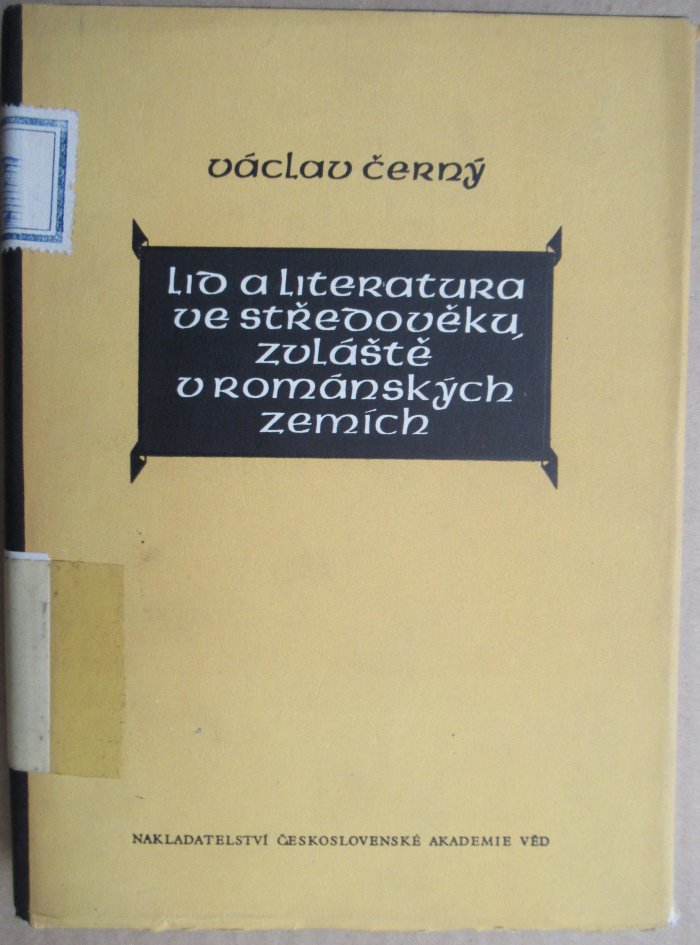 Václav Černý
Lid a literatura
ve středověku,
zvláště
v románských
zemích
NAKLADATELSTVÍ ČESKOSLOVENSKÉ AKADEMIE VĚD